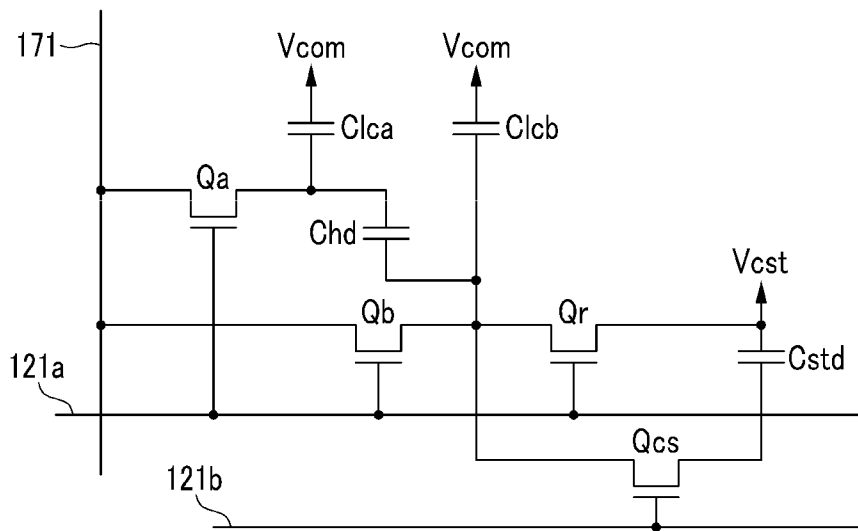 171
Vcom
Vcom
Clca
Clcb
Qa
Chd
Vcst
Qb
Qr
121a
Cstd
Qcs
121b